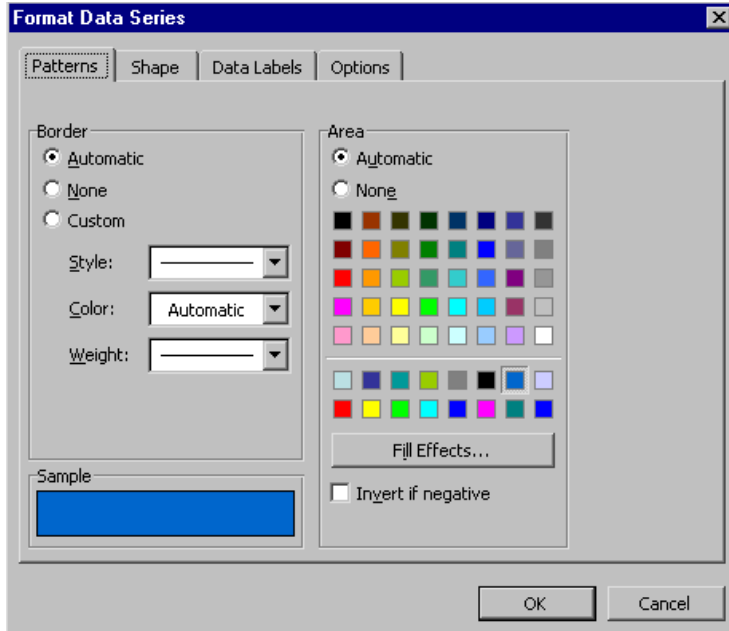 Format Data Series
Patterns Shape Data Labels Options
Border
Automatic
None
Custom
Style:
Color: Automatic
Weight:
Sample
Area
Automatic
None
Fill Effects...
Invert if negative
OK Cancel